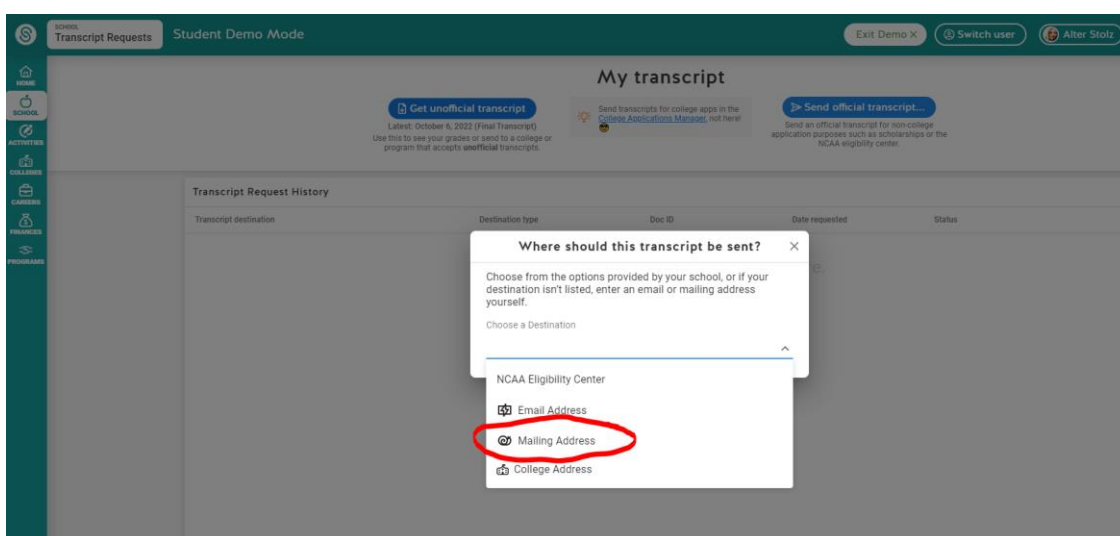 SCHOOL
Transcript Requests
Student Demo Mode
Exit Demo ×
Switch user
Alter Stolz
HOME
SCHOOL
ACTIVITIES
COLLEGES
CAREERS
FINANCES
PROGRAMS
My transcript
Get unofficial transcript
Latest: October 6, 2022 (Final Transcript)
Use this to see your grades or send to a college or
program that accepts unofficial transcripts.
Send transcripts for college apps in the
College Applications Manager, not here!
Send official transcript...
Send an official transcript for non-college
application purposes such as scholarships or the
NCAA eligibility center.
Transcript Request History
Transcript destination
Destination type
Doc ID
Date requested
Status
Where should this transcript be sent?
Choose from the options provided by your school, or if your
destination isn't listed, enter an email or mailing address
yourself.
Choose a Destination
NCAA Eligibility Center
Email Address
Mailing Address
College Address